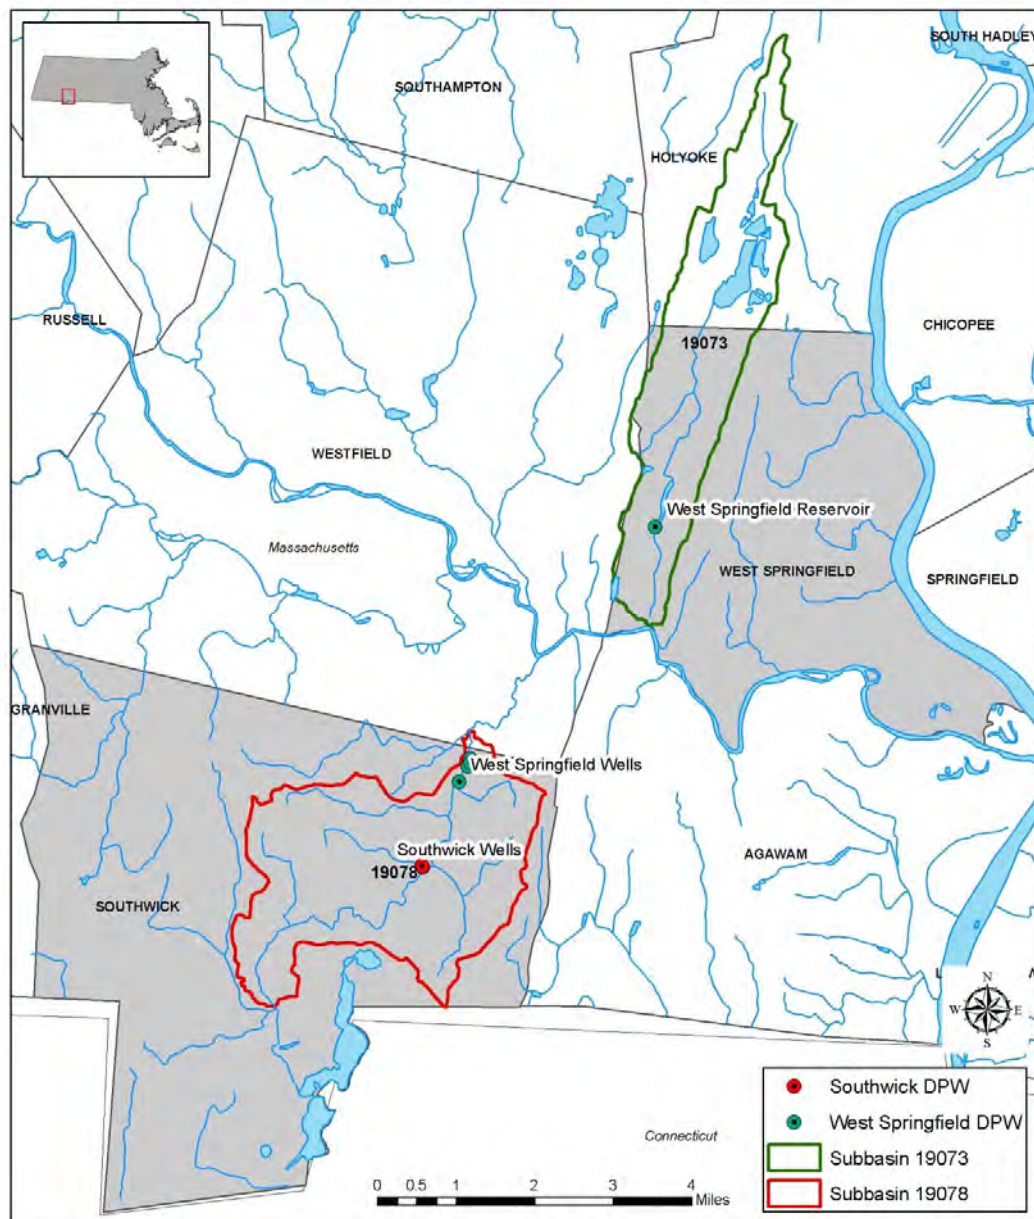 SOUTH HADLEY
SOUTHAMPTON
HOLYOKE
RUSSELL
CHICOPEE
19073
WESTFIELD
West Springfield Reservoir
Massachusetts
WEST SPRINGFIELD
SPRINGFIELD
GRANVILLE
West Springfield Wells
Southwick Wells
19078
AGAWAM
SOUTHWICK
N
W E
S
Southwick DPW
West Springfield DPW
Connecticut
Subbasin 19073
Subbasin 19078
0 0.5 1 2 3 4
Miles